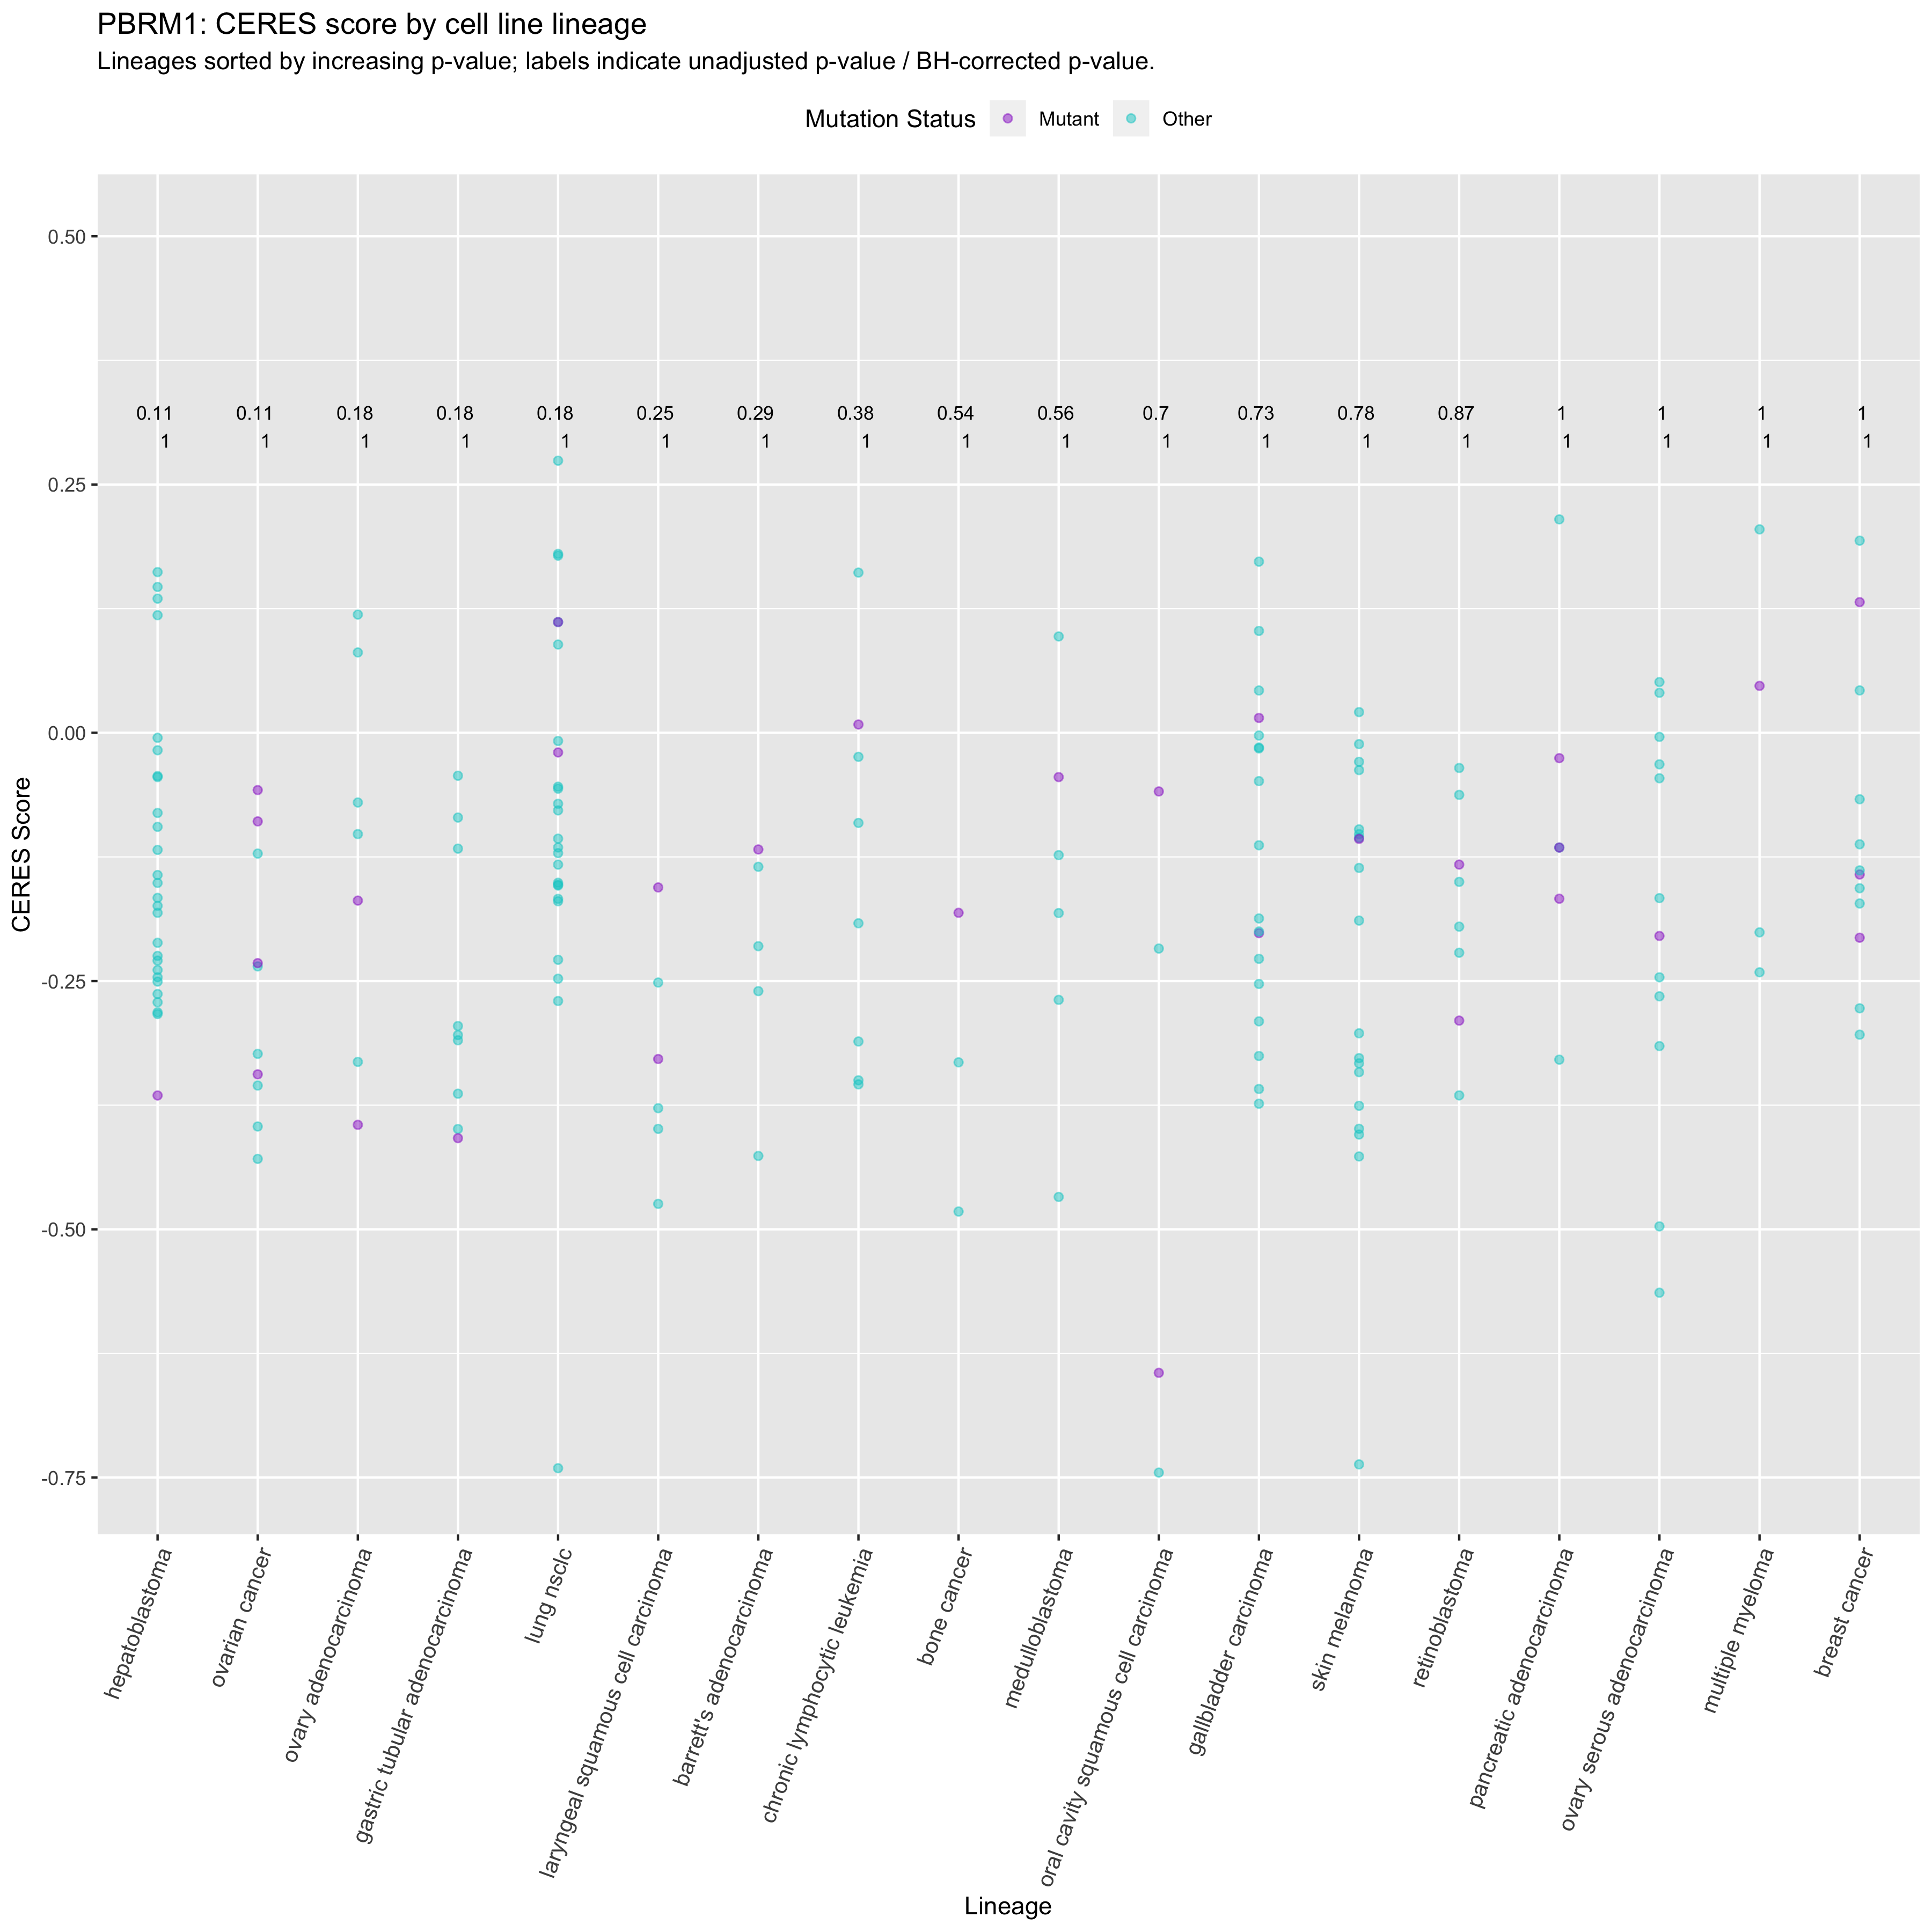 PBRM1: CERES score by cell line lineage
Lineages sorted by increasing p-value; labels indicate unadjusted p-value / BH-corrected p-value.
Mutation Status Mutant Other
0.50
0.11 0.11 0.18 0.18 0.18 0.25 0.29 0.38 0.54 0.56 0.7 0.73 0.78 0.87 1 1 1 1
1 1 1 1 1 1 1 1 1 1 1 1 1 1 1 1 1 1
0.25
0.00
-0.25
-0.50
-0.75
CERES Score
hepatoblastoma
ovarian cancer
ovary adenocarcinoma
gastric tubular adenocarcinoma
lung nsclc
laryngeal squamous cell carcinoma
barrett's adenocarcinoma
chronic lymphocytic leukemia
bone cancer
medulloblastoma
oral cavity squamous cell carcinoma
gallbladder carcinoma
skin melanoma
retinoblastoma
pancreatic adenocarcinoma
ovary serous adenocarcinoma
multiple myeloma
breast cancer
Lineage